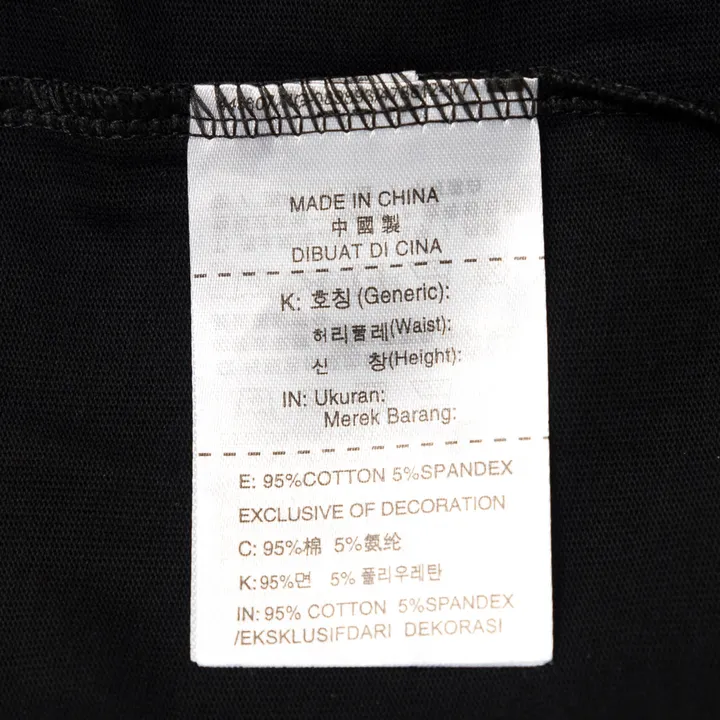 MADE IN CHINA
中國製
DIBUAT DI CINA
K: 호칭 (Generic):
허리품레(Waist):
신 창(Height):
IN: Ukuran:
Merek Barang:
E: 95%COTTON 5%SPANDEX
EXCLUSIVE OF DECORATION
C: 95%棉 5%氨纶
K:95%면 5% 폴리우레탄
IN: 95% COTTON 5%SPANDEX
/EKSKLUSIFDARI DEKORASI